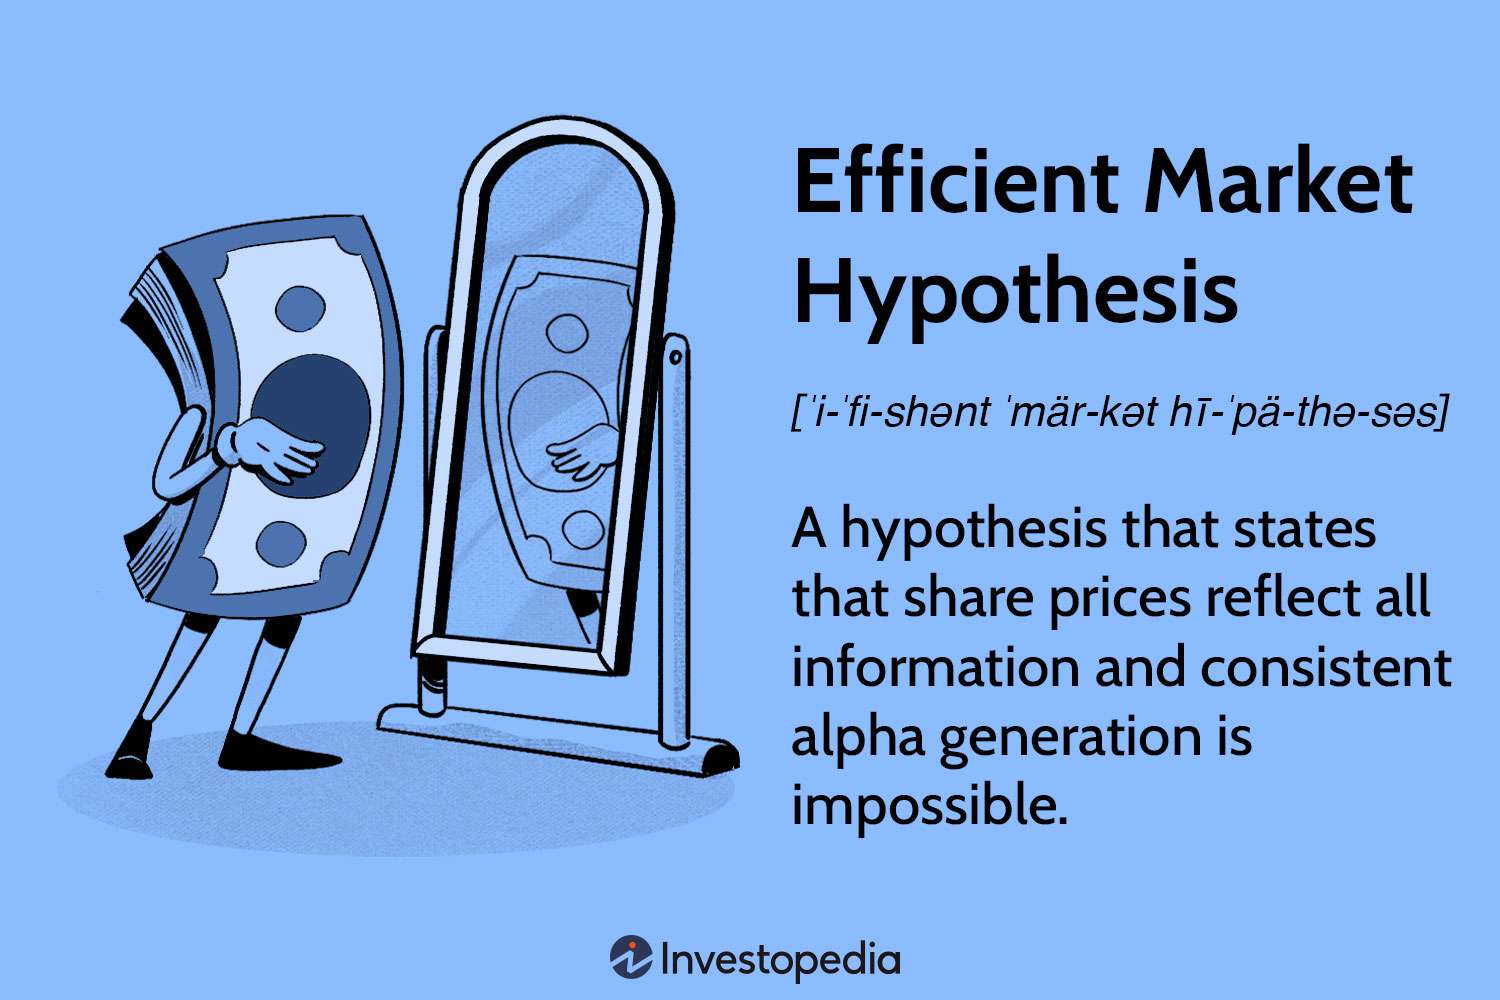 Efficient Market
Hypothesis
[ˈi-ˈfi-shənt ˈmär-kət hī-ˈpä-thə-səs]
A hypothesis that states
that share prices reflect all
information and consistent
alpha generation is
impossible.
Investopedia